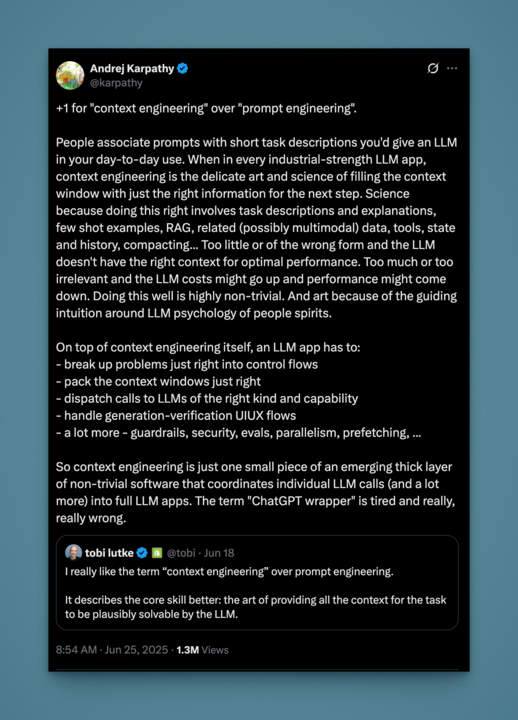 Andrej Karpathy
@karpathy
+1 for "context engineering" over "prompt engineering".
People associate prompts with short task descriptions you'd give an LLM
in your day-to-day use. When in every industrial-strength LLM app,
context engineering is the delicate art and science of filling the context
window with just the right information for the next step. Science
because doing this right involves task descriptions and explanations,
few shot examples, RAG, related (possibly multimodal) data, tools, state
and history, compacting... Too little or of the wrong form and the LLM
doesn't have the right context for optimal performance. Too much or too
irrelevant and the LLM costs might go up and performance might come
down. Doing this well is highly non-trivial. And art because of the guiding
intuition around LLM psychology of people spirits.
On top of context engineering itself, an LLM app has to:
- break up problems just right into control flows
- pack the context windows just right
- dispatch calls to LLMs of the right kind and capability
- handle generation-verification UIUX flows
- a lot more - guardrails, security, evals, parallelism, prefetching, ...
So context engineering is just one small piece of an emerging thick layer
of non-trivial software that coordinates individual LLM calls (and a lot
more) into full LLM apps. The term "ChatGPT wrapper" is tired and really,
really wrong.
tobi lutke @tobi · Jun 18
I really like the term “context engineering” over prompt engineering.
It describes the core skill better: the art of providing all the context for the task
to be plausibly solvable by the LLM.
8:54 AM · Jun 25, 2025 · 1.3M Views